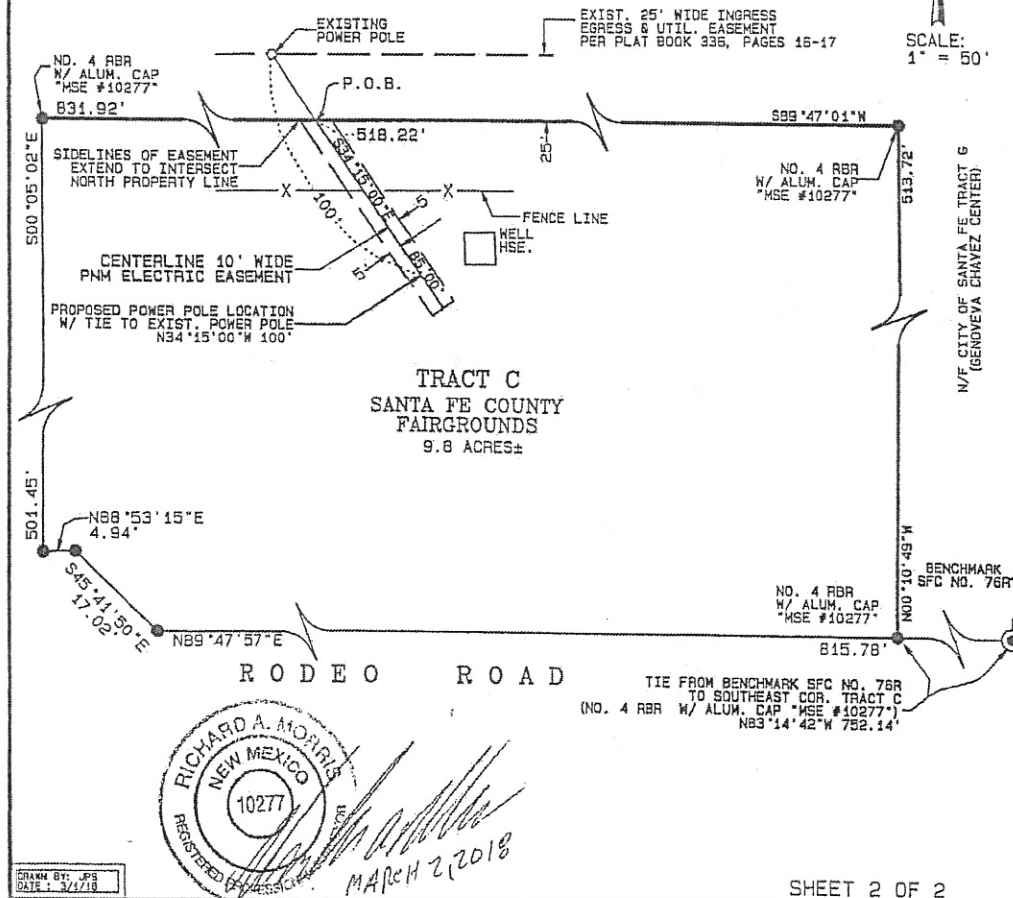 EXISTING
POWER POLE
EXIST. 25' WIDE INGRESS
EGRESS & UTIL. EASEMENT
PER PLAT BOOK 336, PAGES 16-17
SCALE:
1" = 50'
NO. 4 RBR
W/ ALUM. CAP
"MSE #10277"
P.O.B.
831.92'
518.22'
S89°47'01"W
25'
SIDELINES OF EASEMENT
EXTEND TO INTERSECT
NORTH PROPERTY LINE
NO. 4 RBR
W/ ALUM. CAP
"MSE #10277"
S00°05'02"E
S34°15'00"E
513.72'
N/F CITY OF SANTA FE TRACT G
(GENOVEVA CHAVEZ CENTER)
X
X
100'
5'
FENCE LINE
WELL
HSE.
CENTERLINE 10' WIDE
PNM ELECTRIC EASEMENT
5'
85.00'
PROPOSED POWER POLE LOCATION
W/ TIE TO EXIST. POWER POLE
N34°15'00"W 100'
TRACT C
SANTA FE COUNTY
FAIRGROUNDS
9.8 ACRES±
501.45'
N88°53'15"E
4.94'
S45°41'50"E
17.02'
N00°10'49"W
BENCHMARK
SFC NO. 76R
NO. 4 RBR
W/ ALUM. CAP
"MSE #10277"
N89°47'57"E
815.78'
RODEO ROAD
TIE FROM BENCHMARK SFC NO. 76R
TO SOUTHEAST COR. TRACT C
(NO. 4 RBR W/ ALUM. CAP "MSE #10277")
N83°14'42"W 752.14'
RICHARD A. MORRIS
NEW MEXICO
10277
REGISTERED PROFESSIONAL
MARCH 2, 2018
DRAWN BY: JPS
DATE : 3/1/18
SHEET 2 OF 2